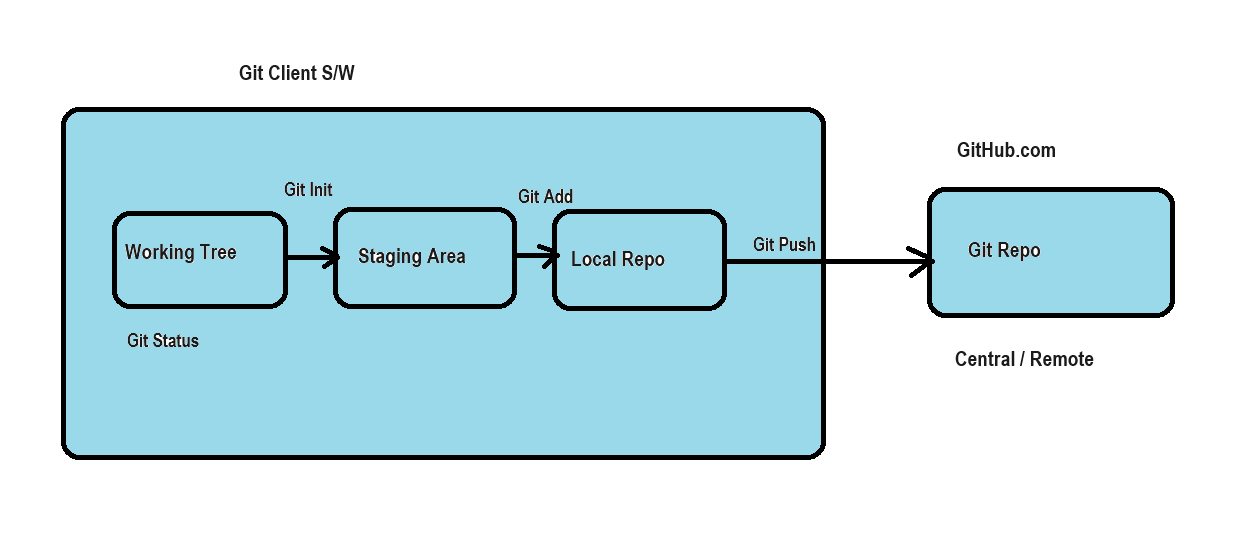 Git Client S/W
GitHub.com
Git Init
Git Add
Working Tree
Staging Area
Local Repo
Git Push
Git Repo
Git Status
Central / Remote